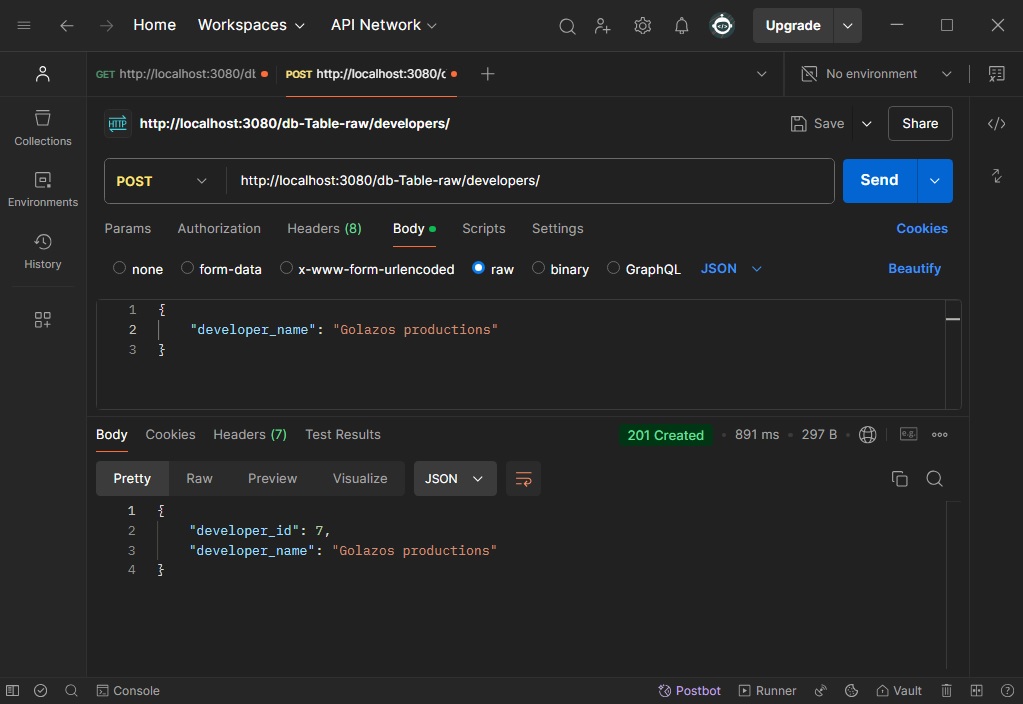 Home Workspaces API Network Upgrade
GET http://localhost:3080/db POST http://localhost:3080/c No environment
HTTP http://localhost:3080/db-Table-raw/developers/ Save Share
POST http://localhost:3080/db-Table-raw/developers/ Send
Collections
Environments
History
Params Authorization Headers (8) Body Scripts Settings Cookies
none form-data x-www-form-urlencoded raw binary GraphQL JSON Beautify
1 {
2 "developer_name": "Golazos productions"
3 }
Body Cookies Headers (7) Test Results 201 Created 891 ms 297 B e.g.
Pretty Raw Preview Visualize JSON
1 {
2 "developer_id": 7,
3 "developer_name": "Golazos productions"
4 }
Console Postbot Runner Vault